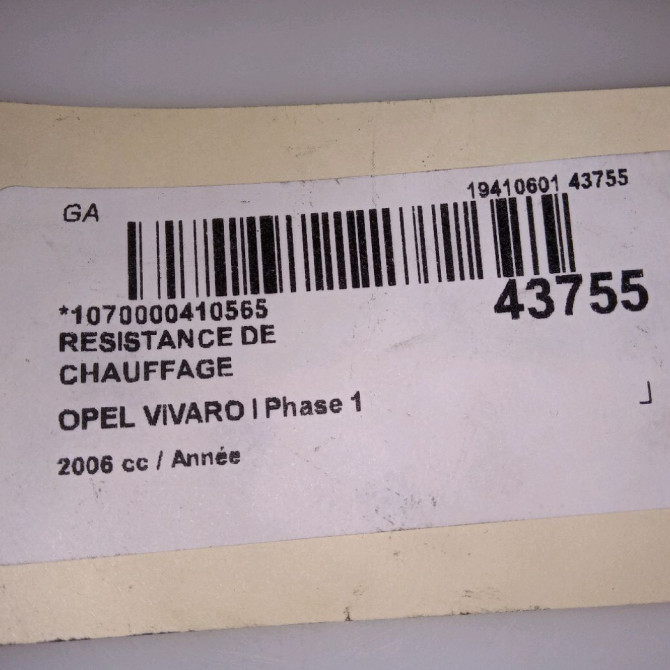 GA
19410601 43755
*1070000410565
43755
RESISTANCE DE
CHAUFFAGE
OPEL VIVARO I Phase 1
2006 cc / Année